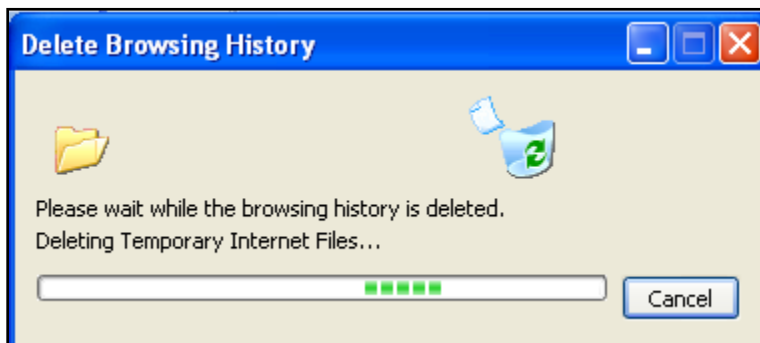 Delete Browsing History
Please wait while the browsing history is deleted.
Deleting Temporary Internet Files...
Cancel